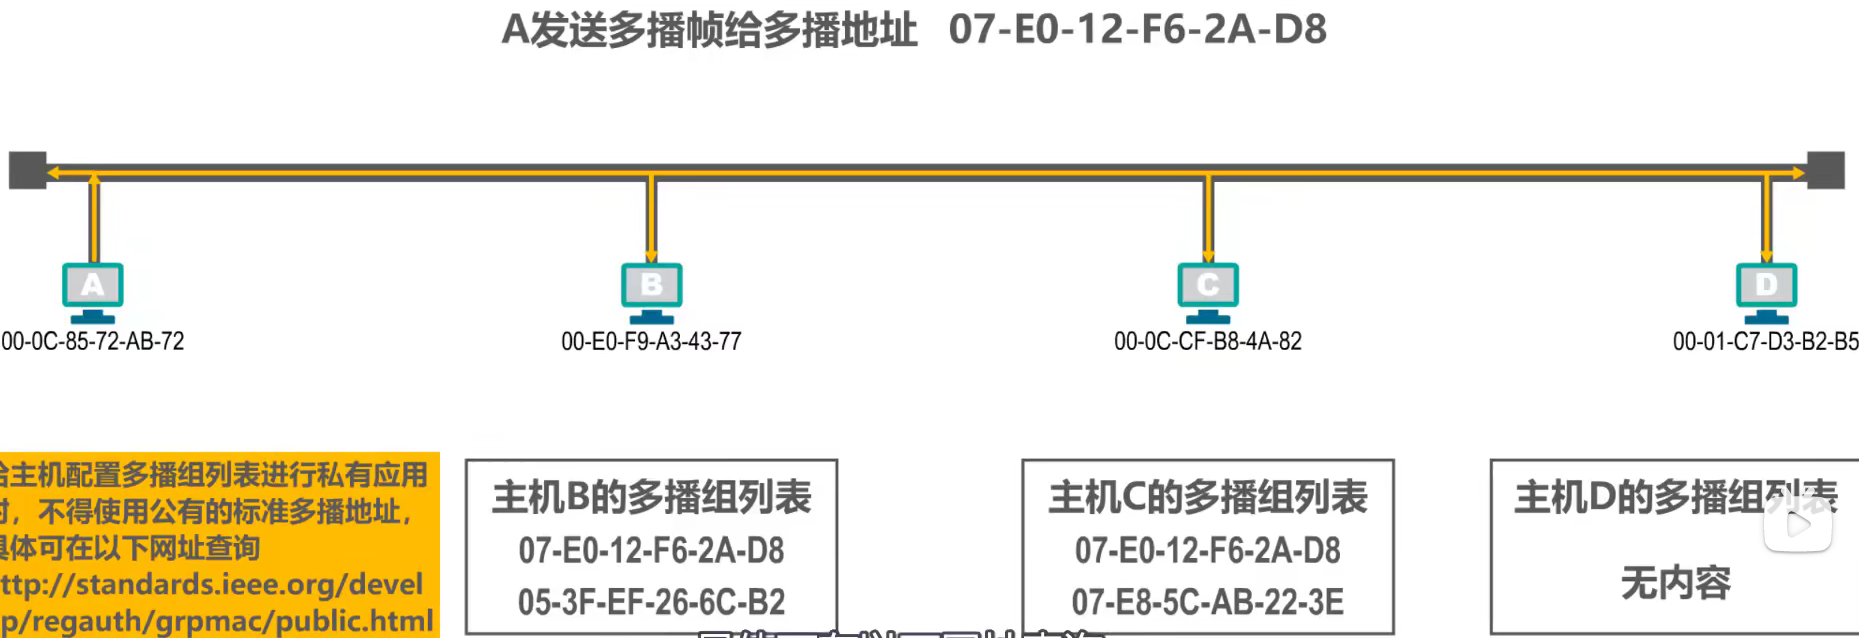 A发送多播帧给多播地址 07-E0-12-F6-2A-D8
A
B
C
D
00-0C-85-72-AB-72
00-E0-F9-A3-43-77
00-0C-CF-B8-4A-82
00-01-C7-D3-B2-B5
给主机配置多播组列表进行私有应用
时，不得使用公有的标准多播地址，
具体可在以下网址查询
ttp://standards.ieee.org/devel
p/regauth/grpmac/public.html
主机B的多播组列表
07-E0-12-F6-2A-D8
05-3F-EF-26-6C-B2
主机C的多播组列表
07-E0-12-F6-2A-D8
07-E8-5C-AB-22-3E
主机D的多播组列表
无内容